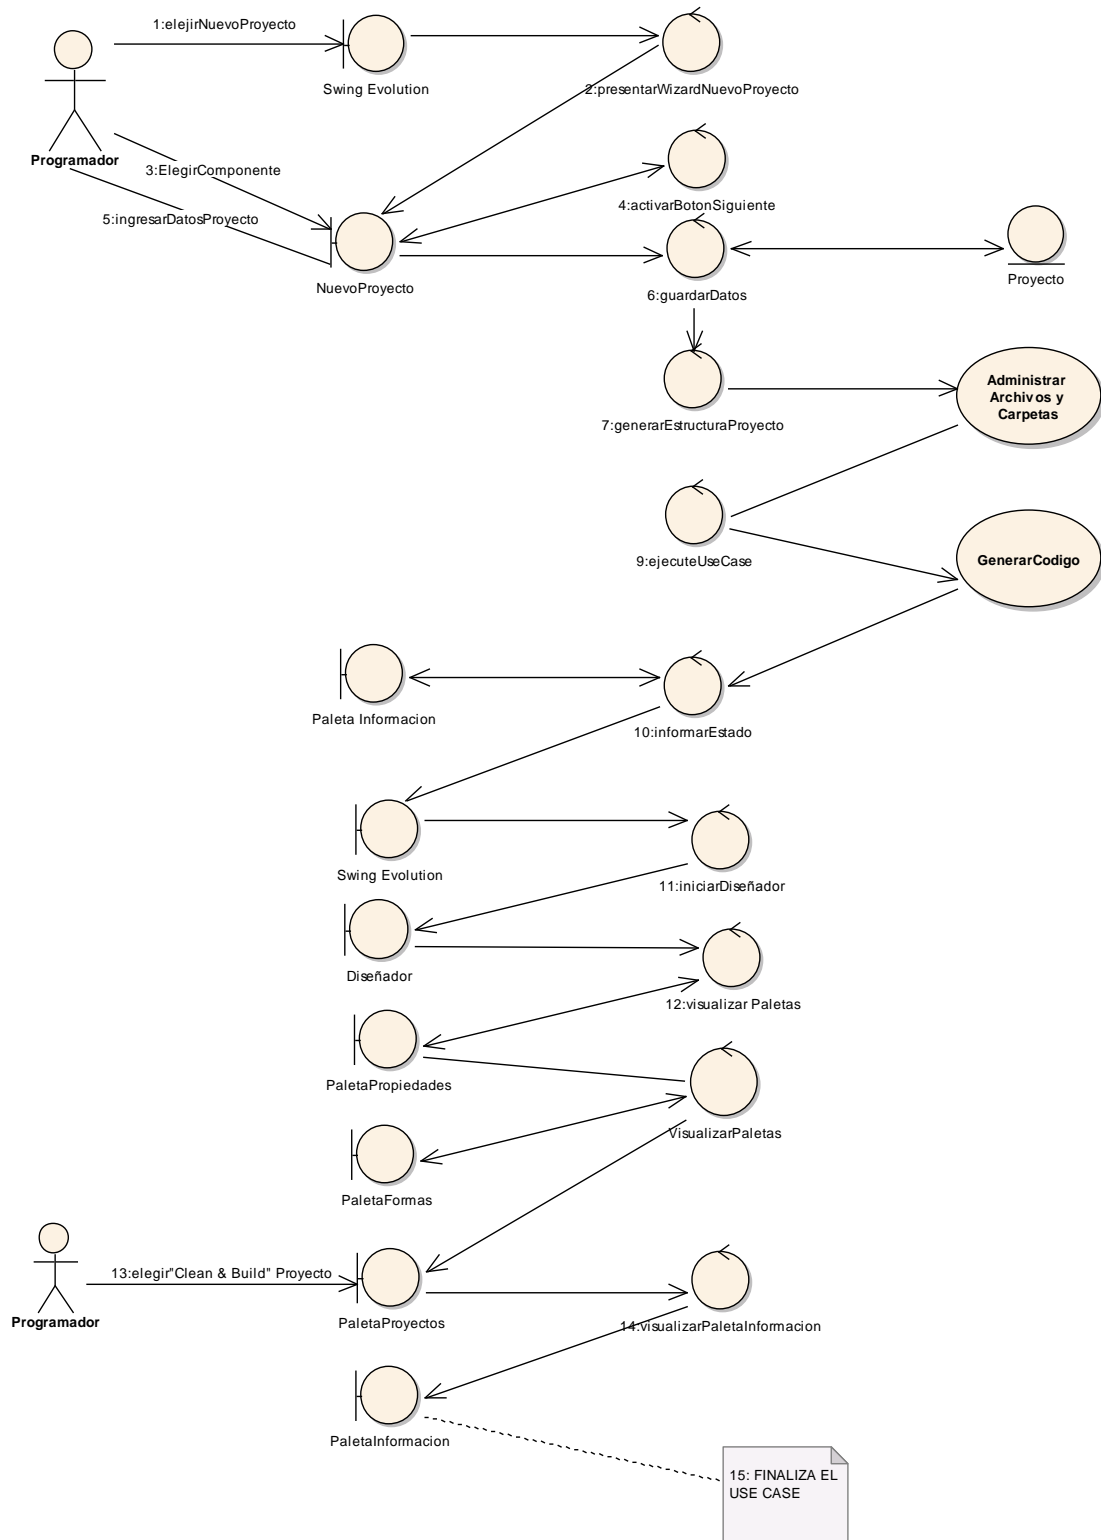 1:elejirNuevoProyecto
Swing Evolution
2:presentarWizardNuevoProyecto
Programador
3:ElegirComponente
4:activarBotonSiguiente
5:ingresarDatosProyecto
NuevoProyecto
6:guardarDatos
Proyecto
Administrar
Archivos y
Carpetas
7:generarEstructuraProyecto
9:ejecuteUseCase
GenerarCodigo
Paleta Informacion
10:informarEstado
Swing Evolution
11:iniciarDiseñador
Diseñador
12:visualizar Paletas
PaletaPropiedades
VisualizarPaletas
PaletaFormas
13:elegir"Clean & Build" Proyecto
Programador
PaletaProyectos
14:visualizarPaletaInformacion
PaletaInformacion
15: FINALIZA EL
USE CASE